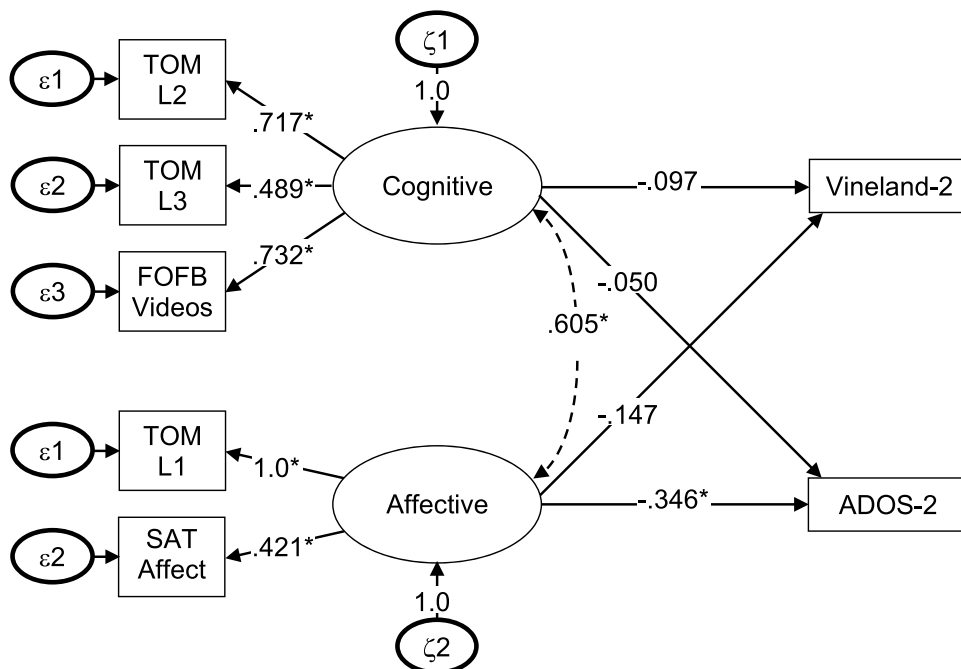 ζ1
1.0
ε1
TOM
L2
.717*
ε2
TOM
L3
.489*
Cognitive
-.097
Vineland-2
ε3
FOFB
Videos
.732*
-.050
.605*
ε1
TOM
L1
1.0*
-.147
Affective
-.346*
ADOS-2
ε2
SAT
Affect
.421*
1.0
ζ2